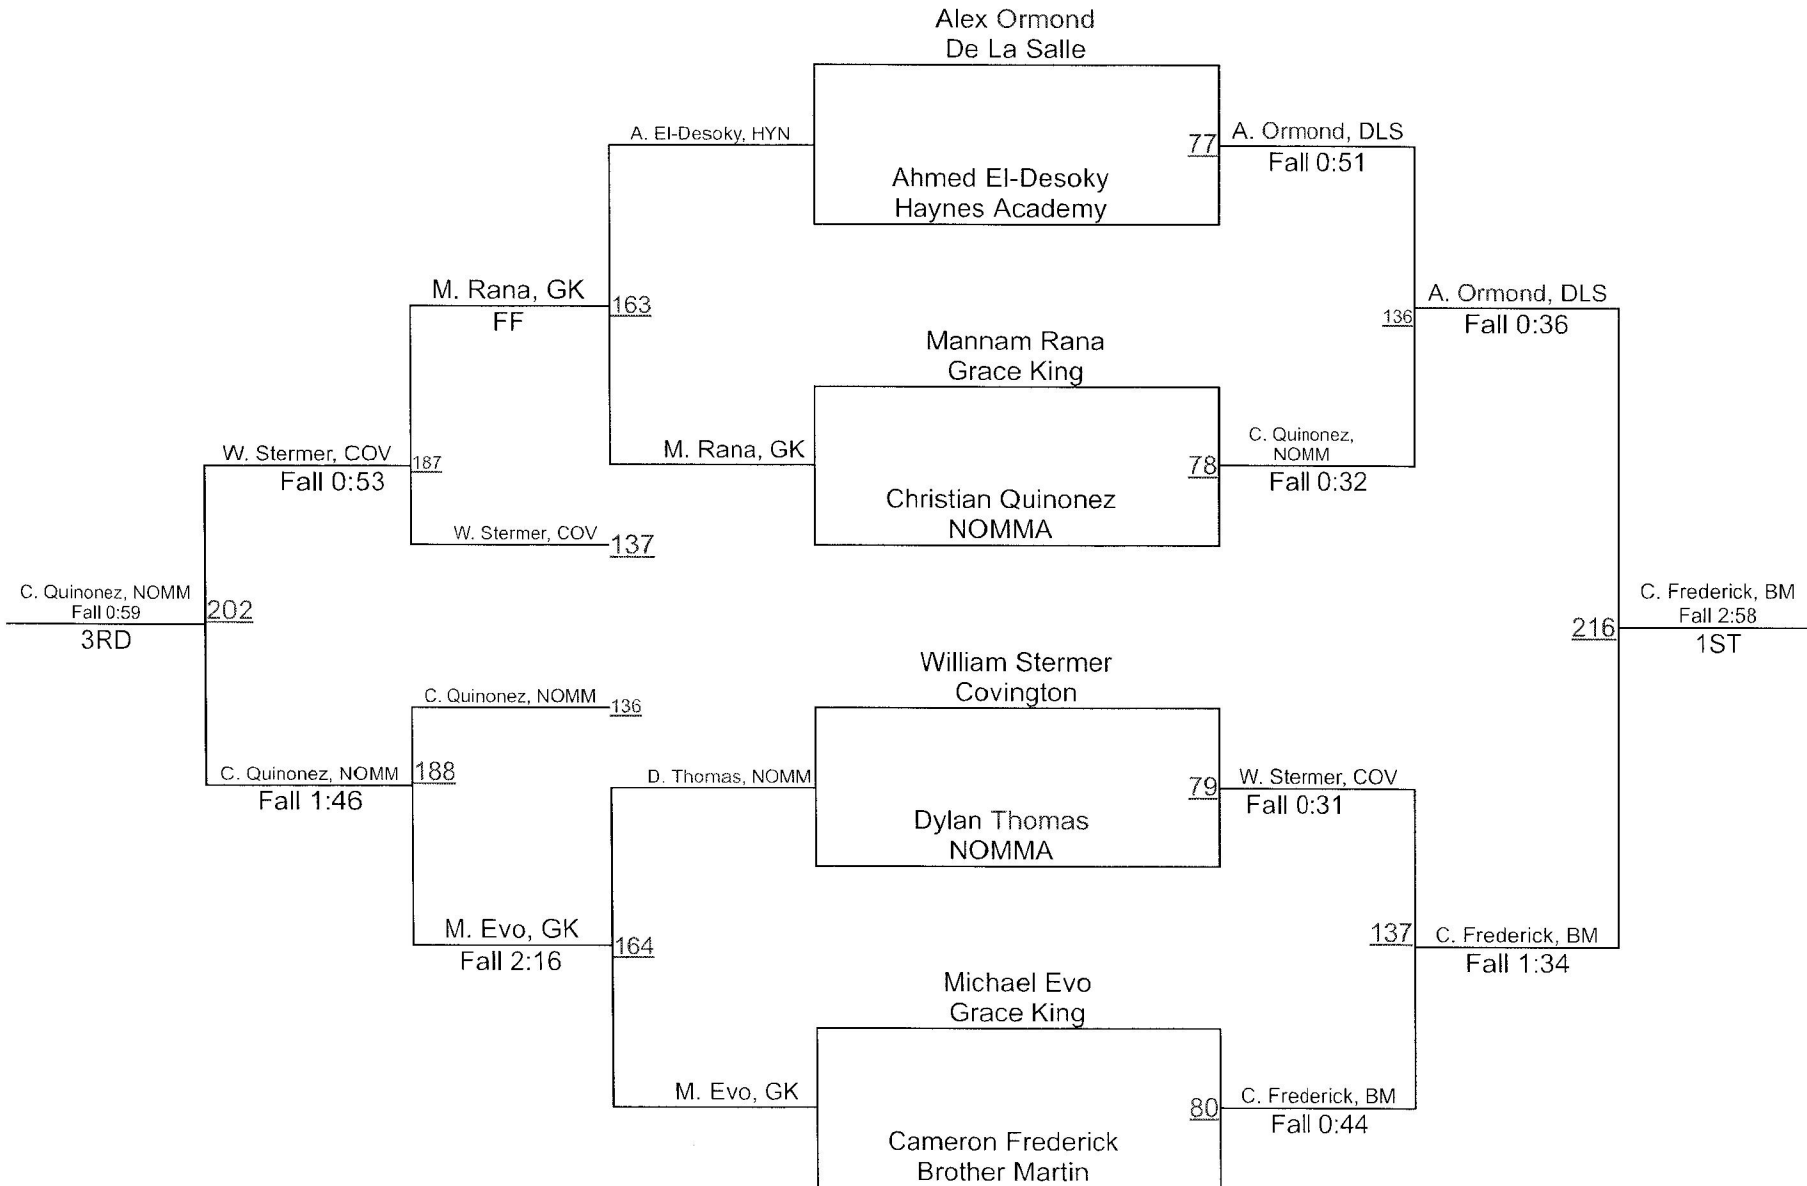 Alex Ormond
De La Salle
A. El-Desoky, HYN
77
A. Ormond, DLS
Fall 0:51
Ahmed El-Desoky
Haynes Academy
M. Rana, GK
FF
163
A. Ormond, DLS
Fall 0:36
136
Mannam Rana
Grace King
W. Stermer, COV
Fall 0:53
187
M. Rana, GK
78
C. Quinonez,
NOMM
Fall 0:32
Christian Quinonez
NOMMA
W. Stermer, COV
137
C. Quinonez, NOMM
Fall 0:59
3RD
202
216
C. Frederick, BM
Fall 2:58
1ST
William Stermer
Covington
C. Quinonez, NOMM
136
C. Quinonez, NOMM
Fall 1:46
188
D. Thomas, NOMM
79
W. Stermer, COV
Fall 0:31
Dylan Thomas
NOMMA
M. Evo, GK
Fall 2:16
164
137
C. Frederick, BM
Fall 1:34
Michael Evo
Grace King
M. Evo, GK
80
C. Frederick, BM
Fall 0:44
Cameron Frederick
Brother Martin